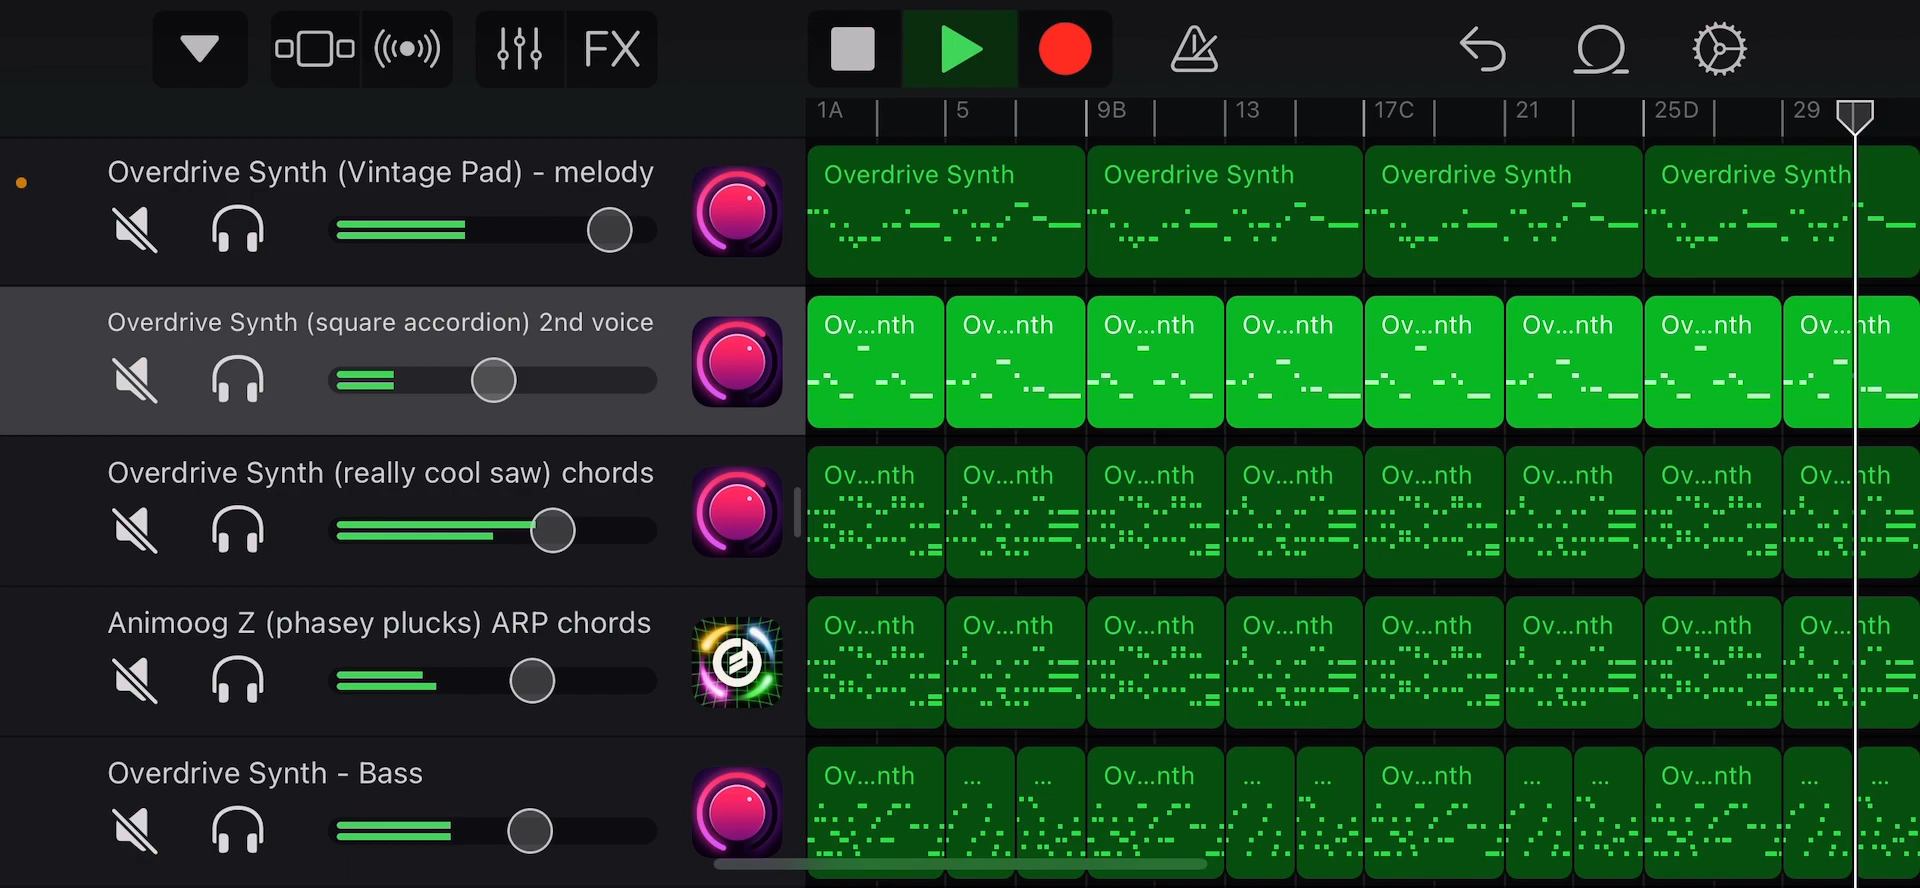 FX
1A 5 9B 13 17C 21 25D 29
Overdrive Synth (Vintage Pad) - melody
Overdrive Synth Overdrive Synth Overdrive Synth Overdrive Synth
Overdrive Synth (square accordion) 2nd voice
Ov...nth Ov...nth Ov...nth Ov...nth Ov...nth Ov...nth Ov...nth Ov...nth
Overdrive Synth (really cool saw) chords
Ov...nth Ov...nth Ov...nth Ov...nth Ov...nth Ov...nth Ov...nth Ov...nth
Animoog Z (phasey plucks) ARP chords
Ov...nth Ov...nth Ov...nth Ov...nth Ov...nth Ov...nth Ov...nth Ov...nth
Overdrive Synth - Bass
Ov...nth ... ... Ov...nth ... ... Ov...nth ... ... Ov...nth ... ...